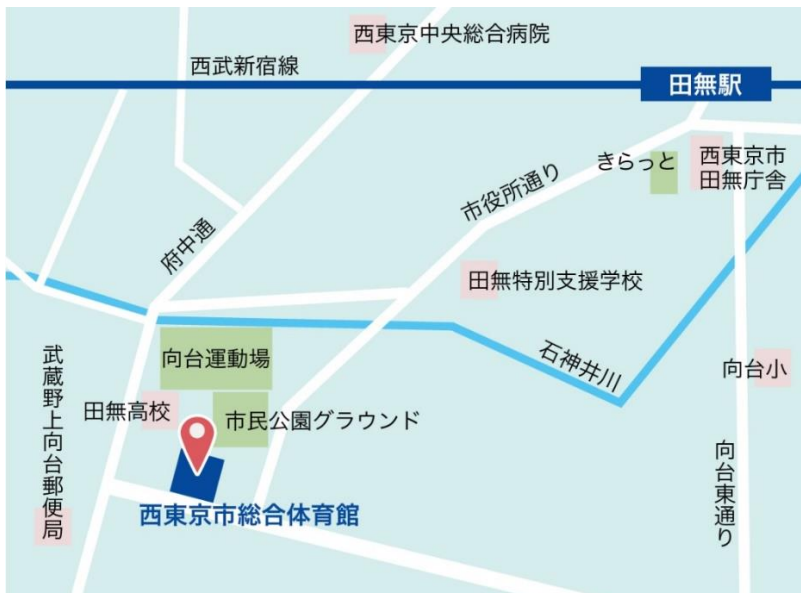 西東京中央総合病院
西武新宿線
田無駅
きらっと
西東京市
田無庁舎
市役所通り
府中通
田無特別支援学校
石神井川
向台運動場
武蔵野上向台郵便局
向台小
田無高校
市民公園グラウンド
向台東通り
西東京市総合体育館